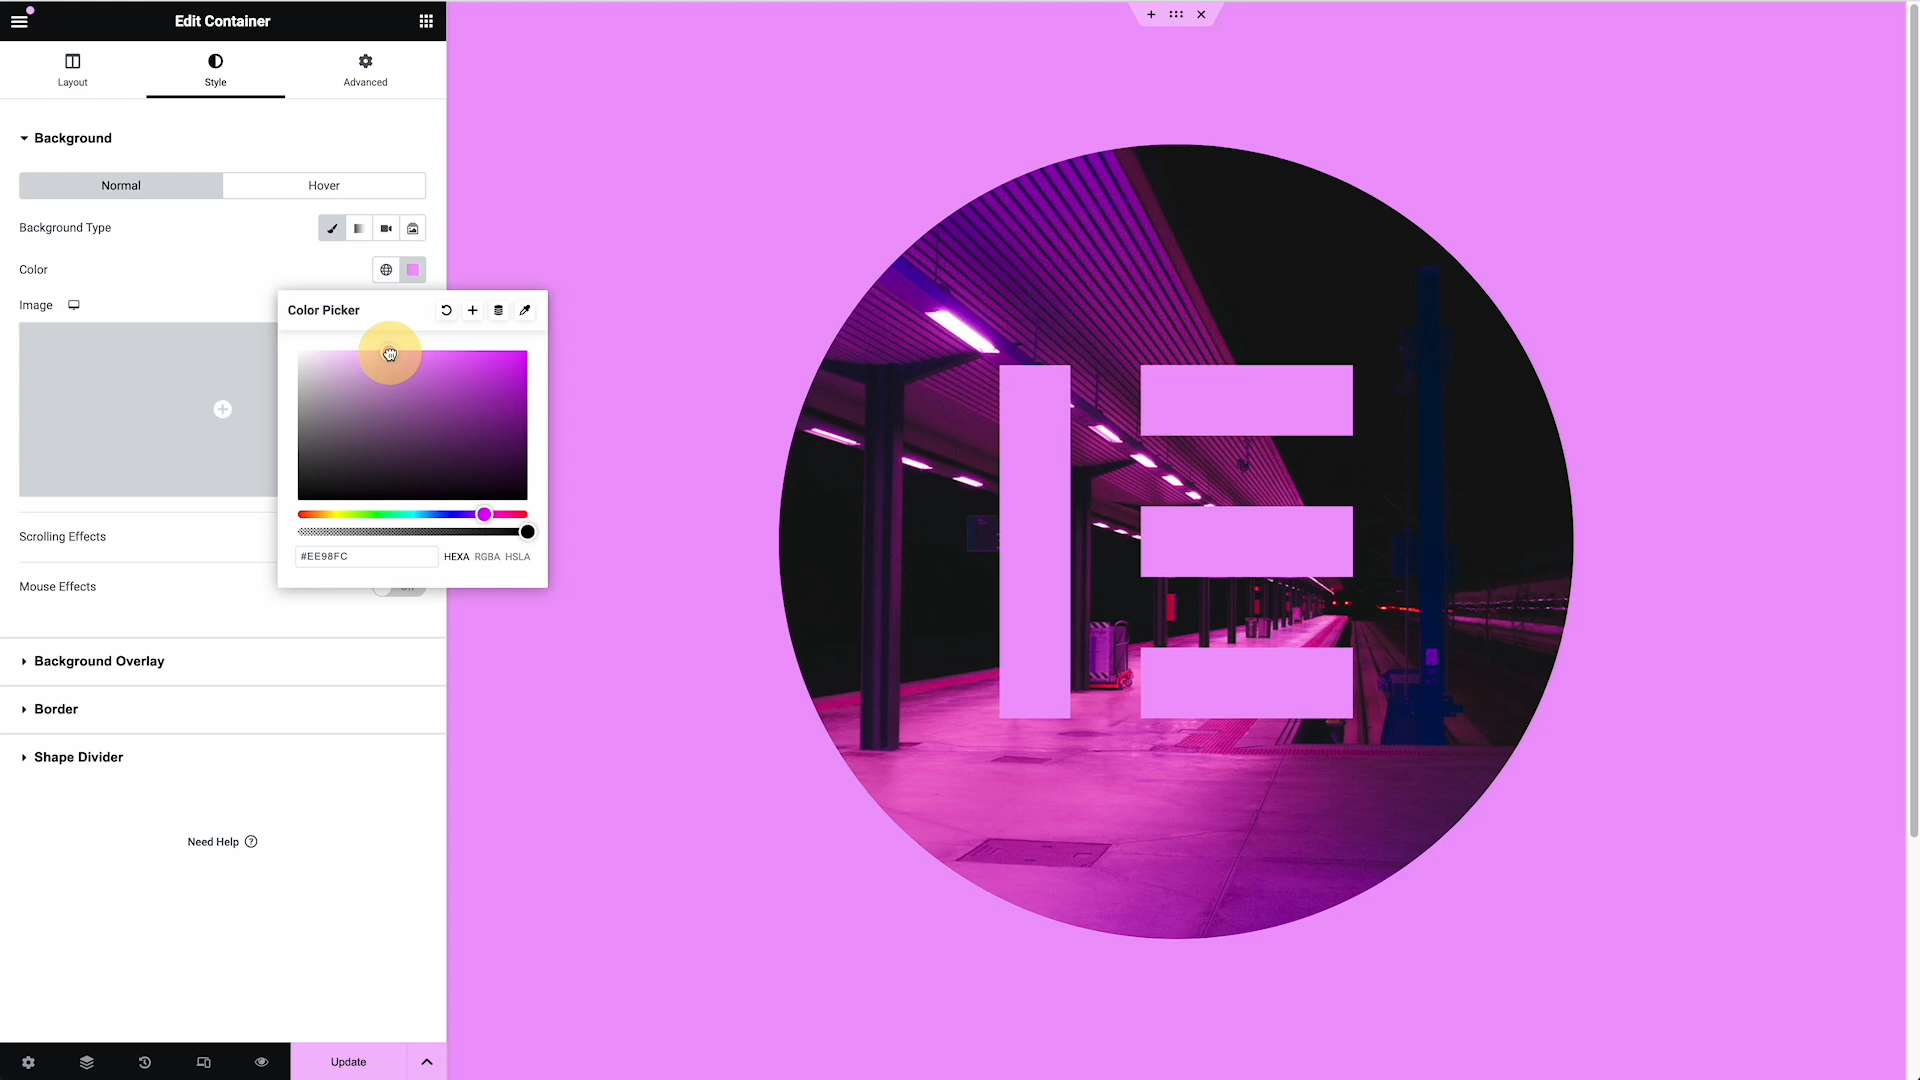 Edit Container
Layout
Style
Advanced
Background
Normal
Hover
Background Type
Color
Image
Color Picker
#EE98FC
HEXA RGBA HSLA
Scrolling Effects
Mouse Effects
Background Overlay
Border
Shape Divider
Need Help
Update